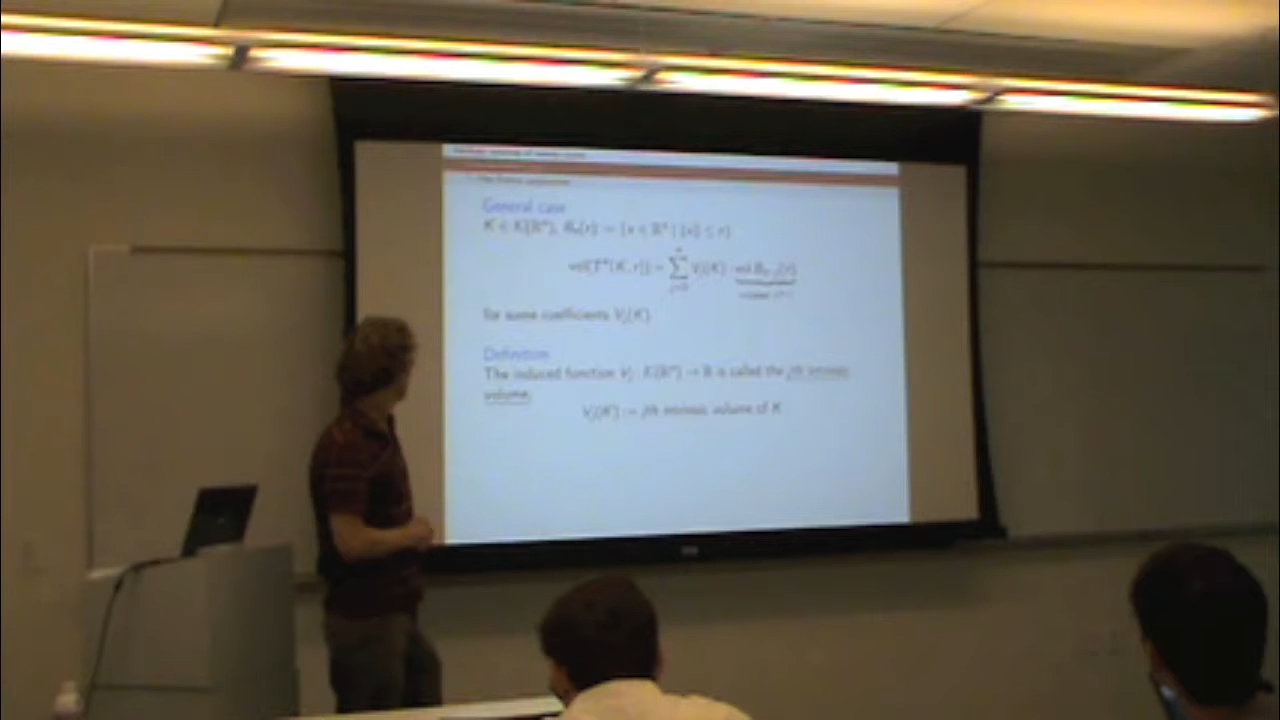 General case
K ∈ K(ℝⁿ), Bₙ(r) = {x ∈ ℝⁿ | ‖x‖ ≤ r}
vol(Tⁿ(K, r)) = ∑ Vⱼ(K) · vol Bₙ₋ⱼ(r)
for some coefficients Vⱼ(K).
Definition
The induced function Vⱼ : K(ℝⁿ) → ℝ is called the jth intrinsic
volume.
Vⱼ(K) = jth intrinsic volume of K